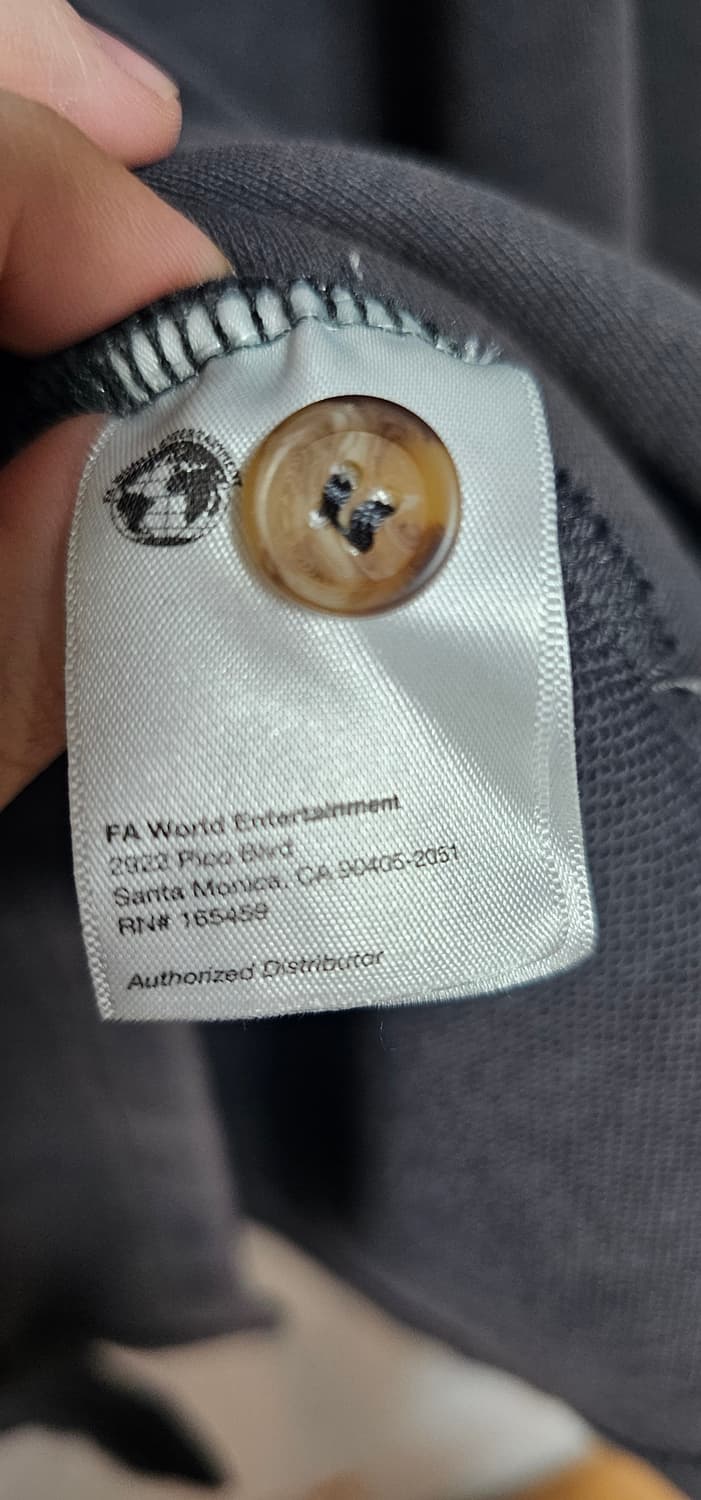 FA World Entertainment
2922 Pico Blvd
Santa Monica, CA 90405-2051
RN# 165459
Authorized Distributor